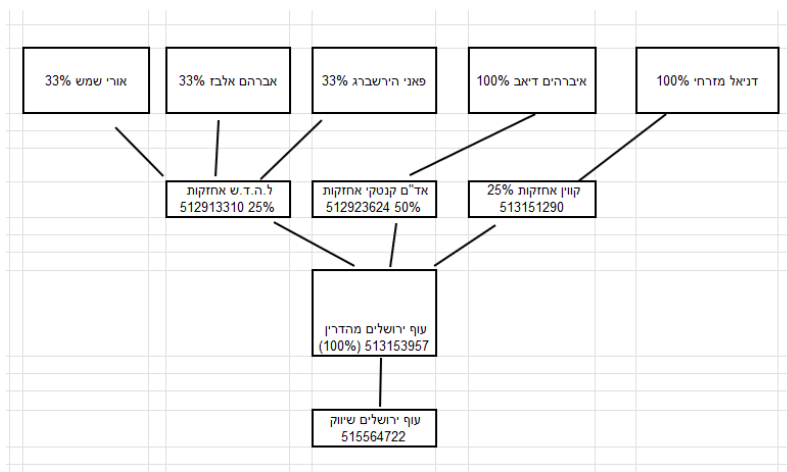 דניאל מזרחי 100%
איברהים דיאב 100%
פאני הירשברג 33%
אברהם אלבז 33%
אורי שמש 33%
קווין אחזקות 25%
513151290
אד"ם קנטקי אחזקות
512923624 50%
ל.ה.ד.ש אחזקות
512913310 25%
עוף ירושלים מהדרין
513153957 (100%)
עוף ירושלים שיווק
515564722